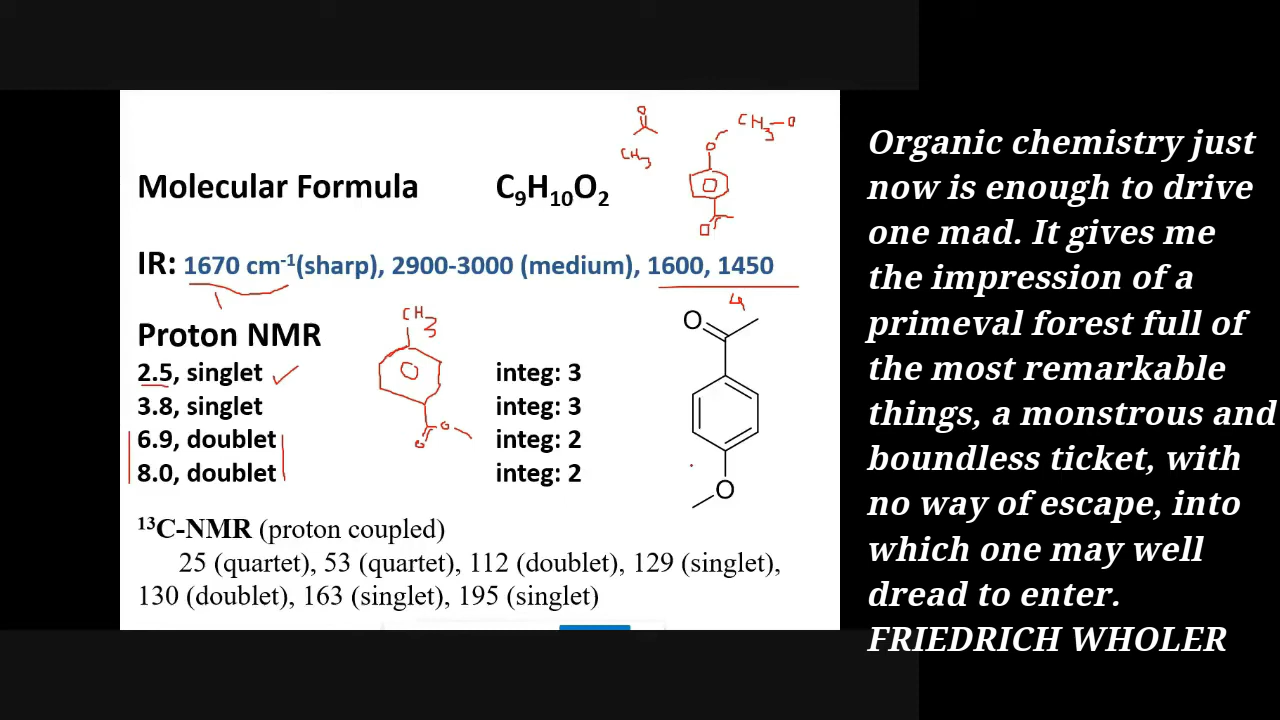 Molecular Formula C₉H₁₀O₂
IR: 1670 cm⁻¹(sharp), 2900-3000 (medium), 1600, 1450
Proton NMR
2.5, singlet integ: 3
3.8, singlet integ: 3
6.9, doublet integ: 2
8.0, doublet integ: 2
¹³C-NMR (proton coupled)
25 (quartet), 53 (quartet), 112 (doublet), 129 (singlet),
130 (doublet), 163 (singlet), 195 (singlet)
O
CH₃
O
CH₃-O
O
CH₃
O
O
O
O
Organic chemistry just
now is enough to drive
one mad. It gives me
the impression of a
primeval forest full of
the most remarkable
things, a monstrous and
boundless ticket, with
no way of escape, into
which one may well
dread to enter.
FRIEDRICH WHOLER